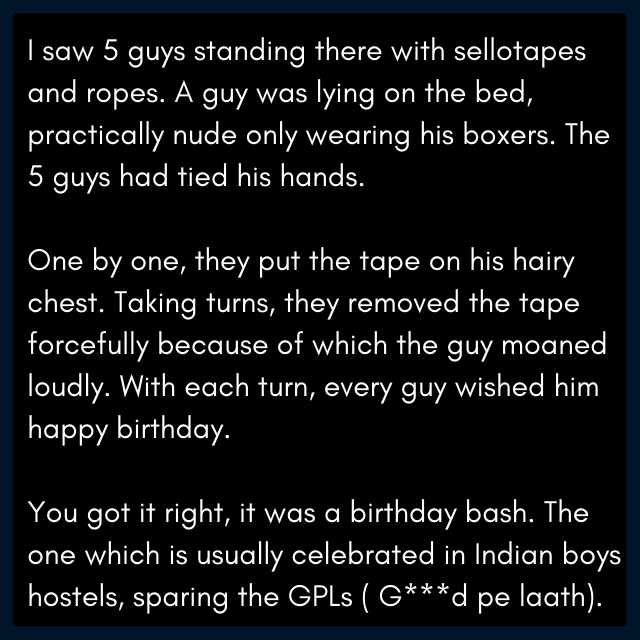 I saw 5 guys standing there with sellotapes
and ropes. A guy was lying on the bed,
practically nude only wearing his boxers. The
5 guys had tied his hands.
One by one, they put the tape on his hairy
chest. Taking turns, they removed the tape
forcefully because of which the guy moaned
loudly. With each turn, every guy wished him
happy birthday.
You got it right, it was a birthday bash. The
one which is usually celebrated in Indian boys
hostels, sparing the GPLs ( G***d pe laath).